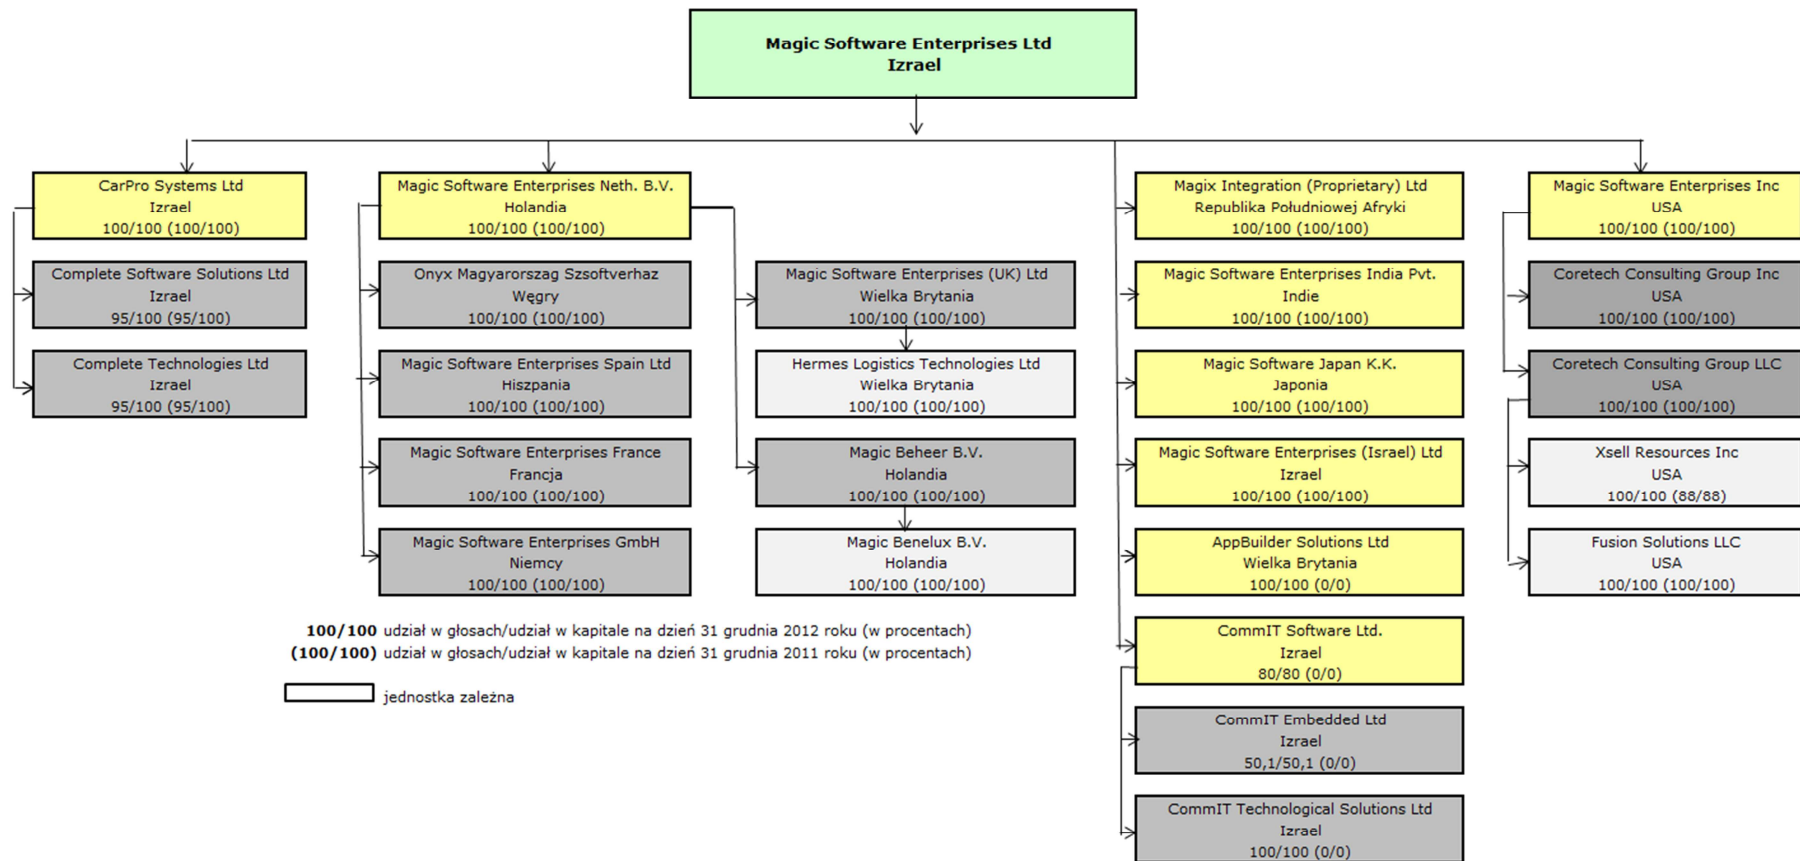 Magic Software Enterprises Ltd
Izrael
CarPro Systems Ltd
Izrael
100/100 (100/100)
Complete Software Solutions Ltd
Izrael
95/100 (95/100)
Complete Technologies Ltd
Izrael
95/100 (95/100)
Magic Software Enterprises Neth. B.V.
Holandia
100/100 (100/100)
Onyx Magyarorszag Szsoftverhaz
Węgry
100/100 (100/100)
Magic Software Enterprises Spain Ltd
Hiszpania
100/100 (100/100)
Magic Software Enterprises France
Francja
100/100 (100/100)
Magic Software Enterprises GmbH
Niemcy
100/100 (100/100)
Magic Software Enterprises (UK) Ltd
Wielka Brytania
100/100 (100/100)
Hermes Logistics Technologies Ltd
Wielka Brytania
100/100 (100/100)
Magic Beheer B.V.
Holandia
100/100 (100/100)
Magic Benelux B.V.
Holandia
100/100 (100/100)
Magix Integration (Proprietary) Ltd
Republika Południowej Afryki
100/100 (100/100)
Magic Software Enterprises India Pvt.
Indie
100/100 (100/100)
Magic Software Japan K.K.
Japonia
100/100 (100/100)
Magic Software Enterprises (Israel) Ltd
Izrael
100/100 (100/100)
AppBuilder Solutions Ltd
Wielka Brytania
100/100 (0/0)
CommIT Software Ltd.
Izrael
80/80 (0/0)
CommIT Embedded Ltd
Izrael
50,1/50,1 (0/0)
CommIT Technological Solutions Ltd
Izrael
100/100 (0/0)
Magic Software Enterprises Inc
USA
100/100 (100/100)
Coretech Consulting Group Inc
USA
100/100 (100/100)
Coretech Consulting Group LLC
USA
100/100 (100/100)
Xsell Resources Inc
USA
100/100 (88/88)
Fusion Solutions LLC
USA
100/100 (100/100)
100/100 udział w głosach/udział w kapitale na dzień 31 grudnia 2012 roku (w procentach)
(100/100) udział w głosach/udział w kapitale na dzień 31 grudnia 2011 roku (w procentach)
jednostka zależna